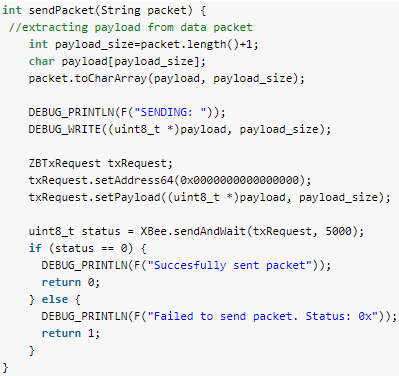 int sendPacket(String packet) {
 //extracting payload from data packet
    int payload_size=packet.length()+1;
    char payload[payload_size];
    packet.toCharArray(payload, payload_size);

    DEBUG_PRINTLN(F("SENDING: "));
    DEBUG_WRITE((uint8_t *)payload, payload_size);

    ZBTxRequest txRequest;
    txRequest.setAddress64(0x0000000000000000);
    txRequest.setPayload((uint8_t *)payload, payload_size);

    uint8_t status = XBee.sendAndWait(txRequest, 5000);
    if (status == 0) {
      DEBUG_PRINTLN(F("Succesfully sent packet"));
      return 0;
    } else {
      DEBUG_PRINTLN(F("Failed to send packet. Status: 0x"));
      return 1;
    }
}